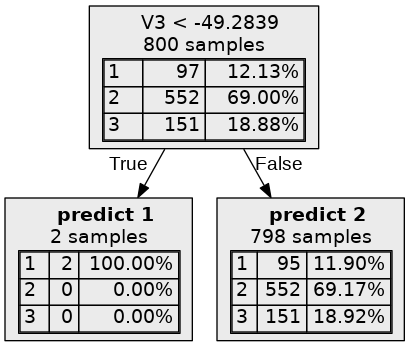 V3 < -49.2839
800 samples
1 97 12.13%
2 552 69.00%
3 151 18.88%
True False
predict 1
2 samples
1 2 100.00%
2 0 0.00%
3 0 0.00%
predict 2
798 samples
1 95 11.90%
2 552 69.17%
3 151 18.92%